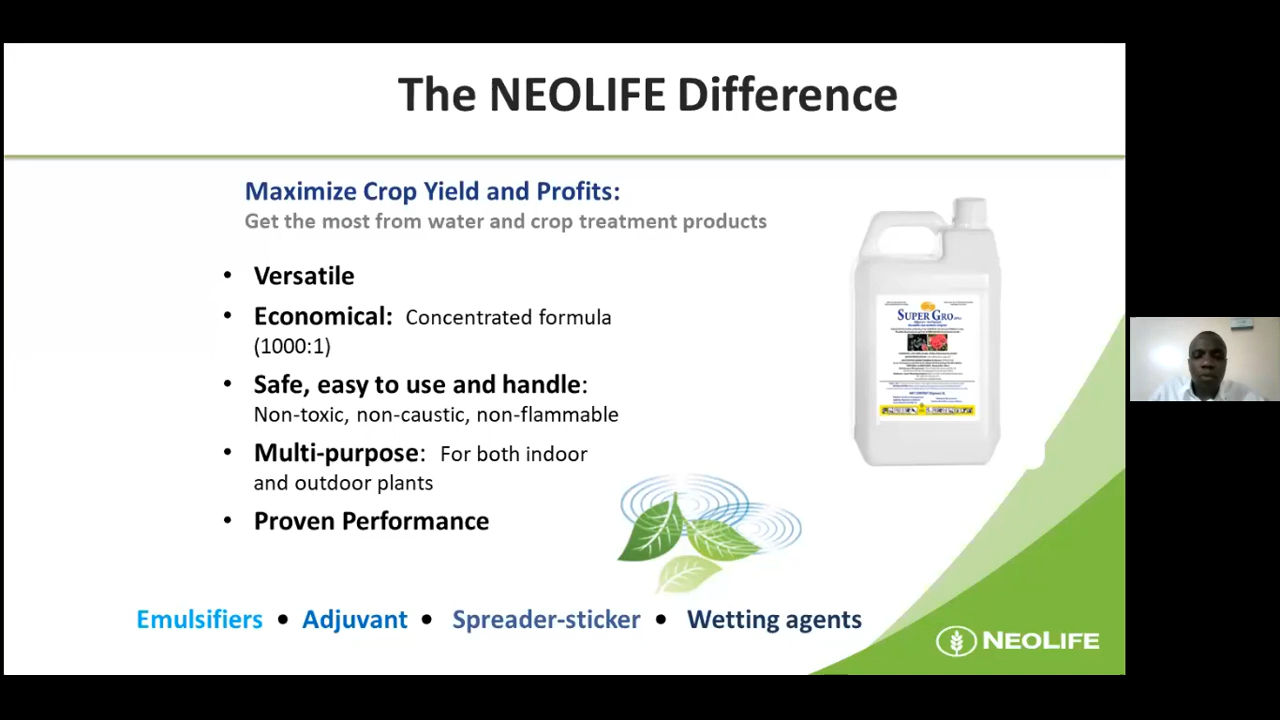 The NEOLIFE Difference
Maximize Crop Yield and Profits:
Get the most from water and crop treatment products
• Versatile
• Economical: Concentrated formula
(1000:1)
• Safe, easy to use and handle:
Non-toxic, non-caustic, non-flammable
• Multi-purpose: For both indoor
and outdoor plants
• Proven Performance
SUPER GRO
Emulsifiers • Adjuvant • Spreader-sticker • Wetting agents
NEOLIFE